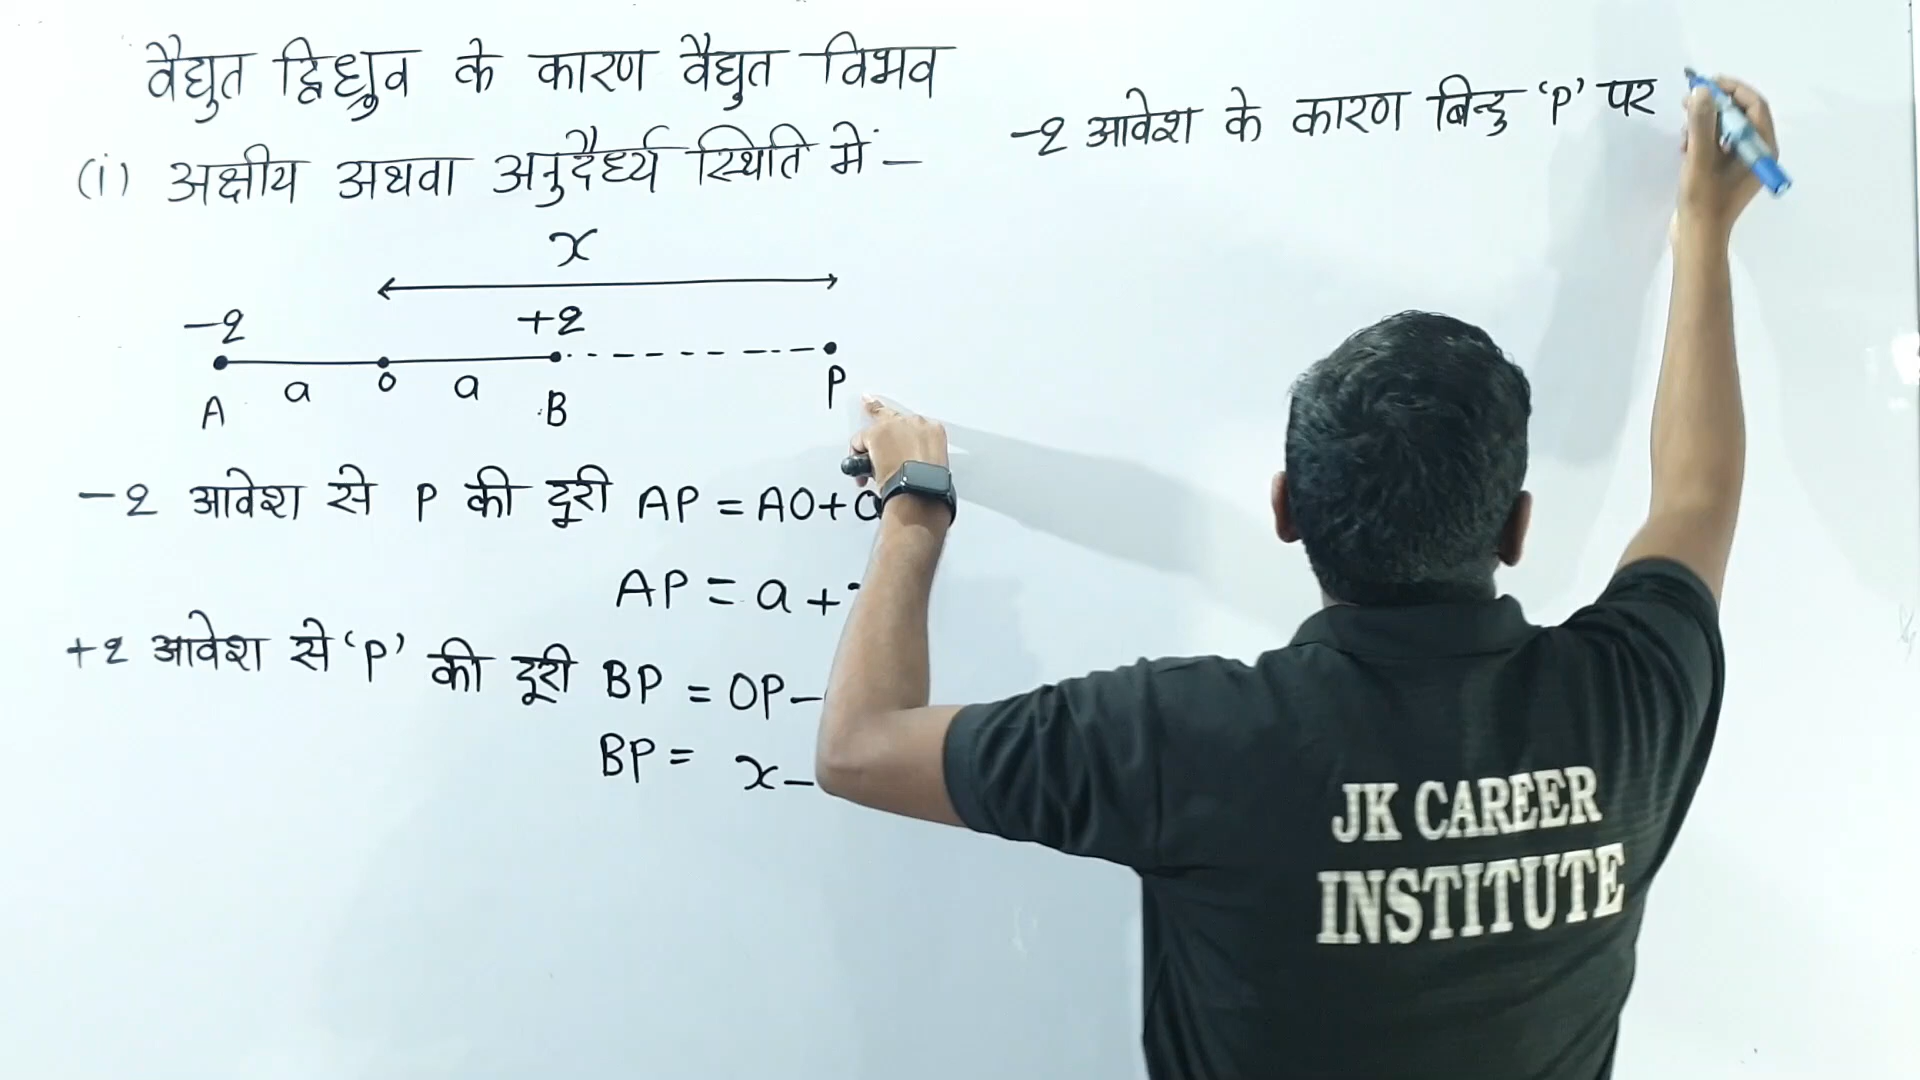 वैद्युत द्विध्रुव के कारण वैद्युत विभव
(i) अक्षीय अथवा अनुदैर्ध्य स्थिति में –
x
-q +q
a o a
A B P
-q आवेश से P की दूरी AP = AO+
AP = a +
+q आवेश से 'P' की दूरी BP = OP –
BP = x –
-q आवेश के कारण बिन्दु 'P' पर
JK CAREER
INSTITUTE